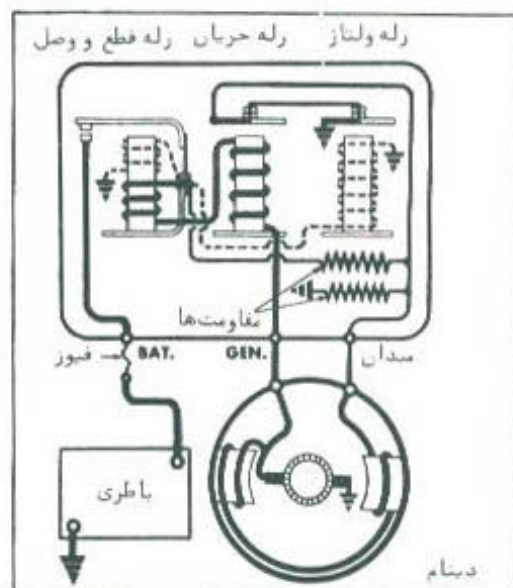 رله ولتاژ رله جریان رله قطع و وصل
مقاومت‌ها
میدان GEN. BAT. فیوز
باطری
دینام